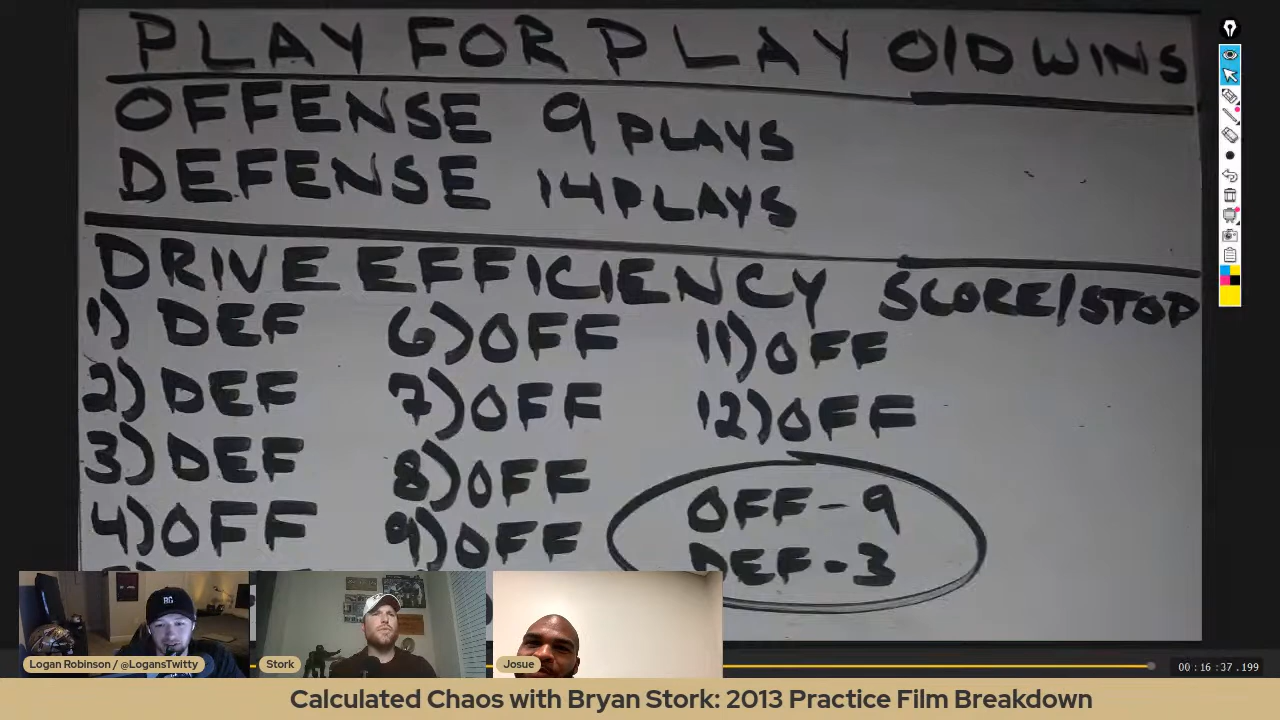 PLAY FOR PLAY O/D WINS
OFFENSE 9 PLAYS
DEFENSE 14 PLAYS
DRIVE EFFICIENCY SCORE/STOP
1) DEF 6) OFF 11) OFF
2) DEF 7) OFF 12) OFF
3) DEF 8) OFF
4) OFF 9) OFF
OFF - 9
DEF - 3
Logan Robinson / @LogansTwitty
Stork
Josue
00:16:37.199
Calculated Chaos with Bryan Stork: 2013 Practice Film Breakdown